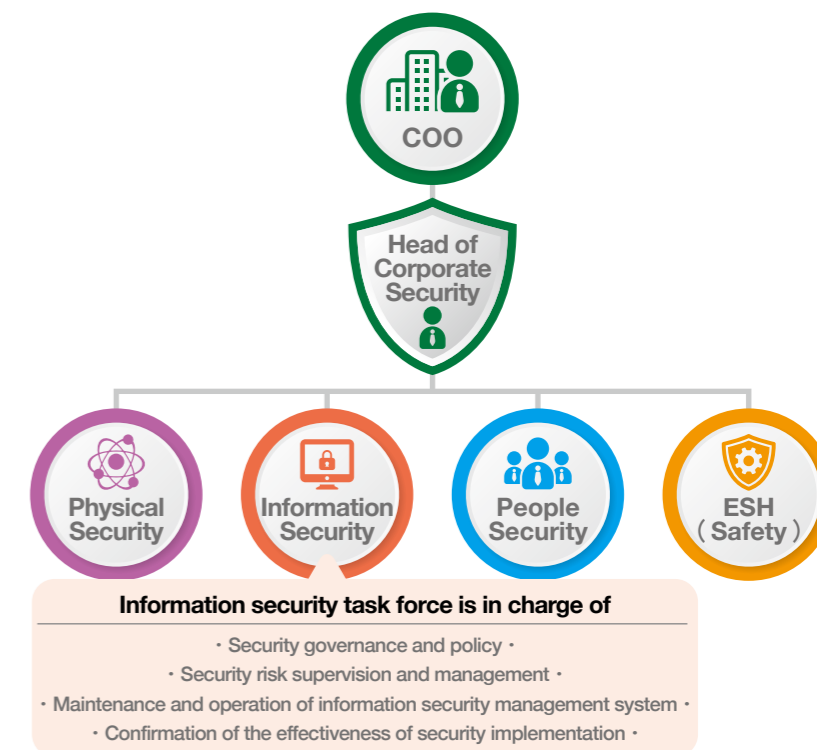 COO
Head of
Corporate
Security
Physical
Security
Information
Security
People
Security
ESH
（Safety）
Information security task force is in charge of
・Security governance and policy・
・Security risk supervision and management・
・Maintenance and operation of information security management system・
・Confirmation of the effectiveness of security implementation・